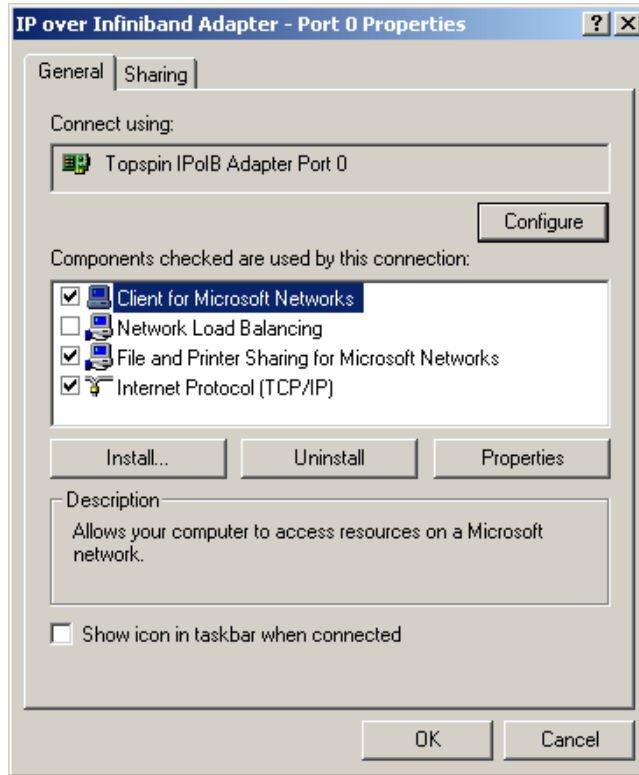 IP over Infiniband Adapter - Port 0 Properties
General
Sharing
Connect using:
Topspin IPoIB Adapter Port 0
Configure
Components checked are used by this connection:
Client for Microsoft Networks
Network Load Balancing
File and Printer Sharing for Microsoft Networks
Internet Protocol (TCP/IP)
Install...
Uninstall
Properties
Description
Allows your computer to access resources on a Microsoft
network.
Show icon in taskbar when connected
OK
Cancel